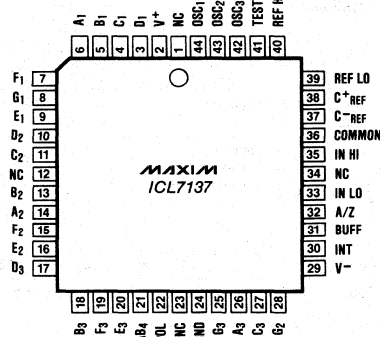 A1 B1 C1 D1 V+ NC OSC1 OSC2 OSC3 TEST
6 5 4 3 2 1 44 43 42 41 40
F1 7
G1 8
E1 9
D2 10
C2 11
NC 12
B2 13
A2 14
F2 15
E2 16
D3 17
MAXIM
ICL7137
39 REF LO
38 C+REF
37 C-REF
36 COMMON
35 IN HI
34 NC
33 IN LO
32 A/Z
31 BUFF
30 INT
29 V-
18 19 20 21 22 23 24 25 26 27 28
B3 F3 E3 NC G3 A3 C3 G2